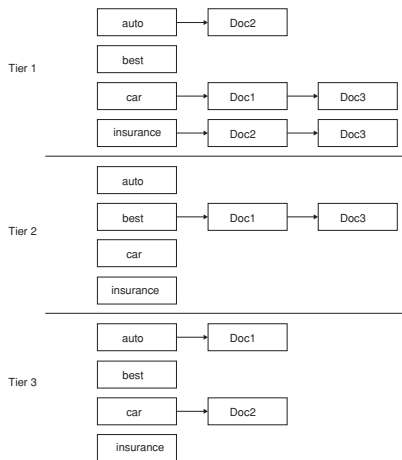 auto Doc2
Tier 1
best
car Doc1 Doc3
insurance Doc2 Doc3
auto
best Doc1 Doc3
Tier 2
car
insurance
auto Doc1
best
Tier 3
car Doc2
insurance